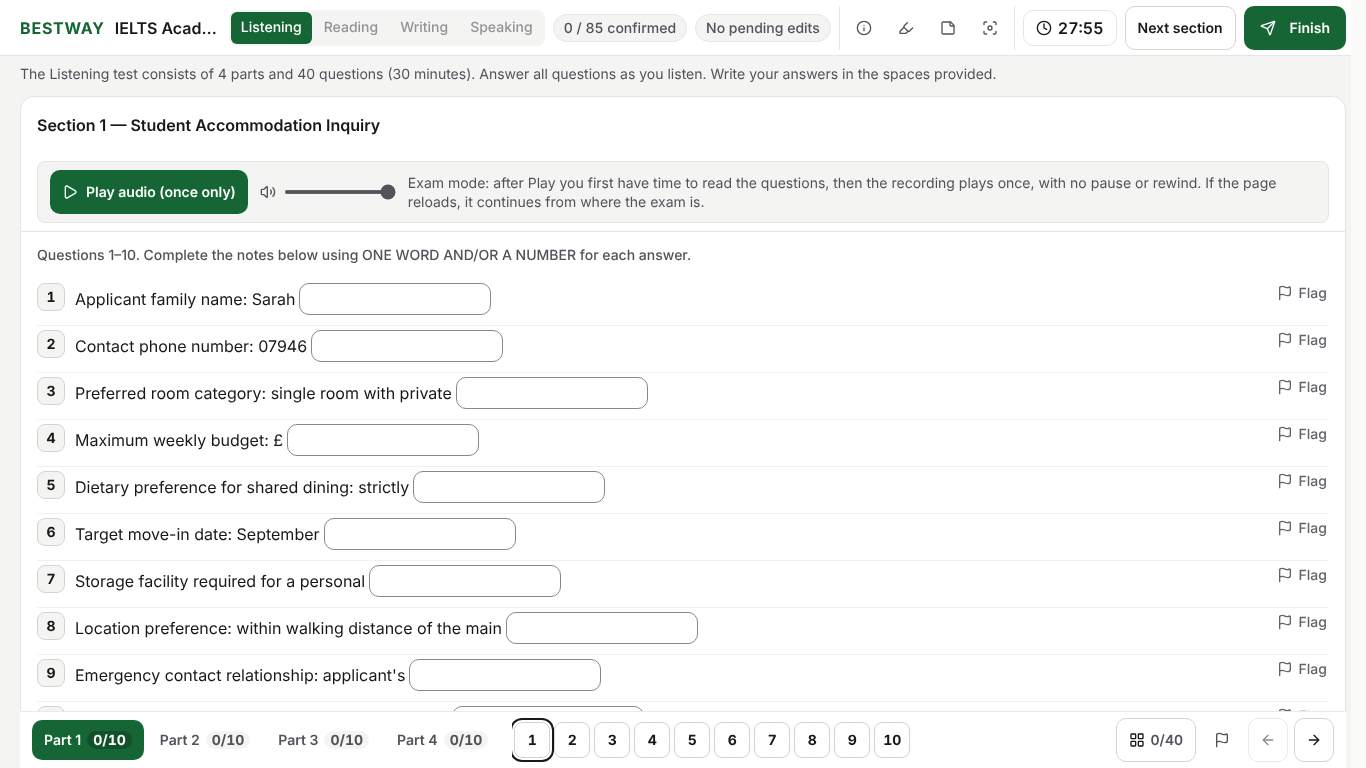 BESTWAY IELTS Acad... Listening Reading Writing Speaking 0 / 85 confirmed No pending edits 27:55 Next section Finish
The Listening test consists of 4 parts and 40 questions (30 minutes). Answer all questions as you listen. Write your answers in the spaces provided.
Section 1 — Student Accommodation Inquiry
Play audio (once only)
Exam mode: after Play you first have time to read the questions, then the recording plays once, with no pause or rewind. If the page
reloads, it continues from where the exam is.
Questions 1–10. Complete the notes below using ONE WORD AND/OR A NUMBER for each answer.
1 Applicant family name: Sarah Flag
2 Contact phone number: 07946 Flag
3 Preferred room category: single room with private Flag
4 Maximum weekly budget: £ Flag
5 Dietary preference for shared dining: strictly Flag
6 Target move-in date: September Flag
7 Storage facility required for a personal Flag
8 Location preference: within walking distance of the main Flag
9 Emergency contact relationship: applicant's Flag
Part 1 0/10 Part 2 0/10 Part 3 0/10 Part 4 0/10 1 2 3 4 5 6 7 8 9 10 0/40